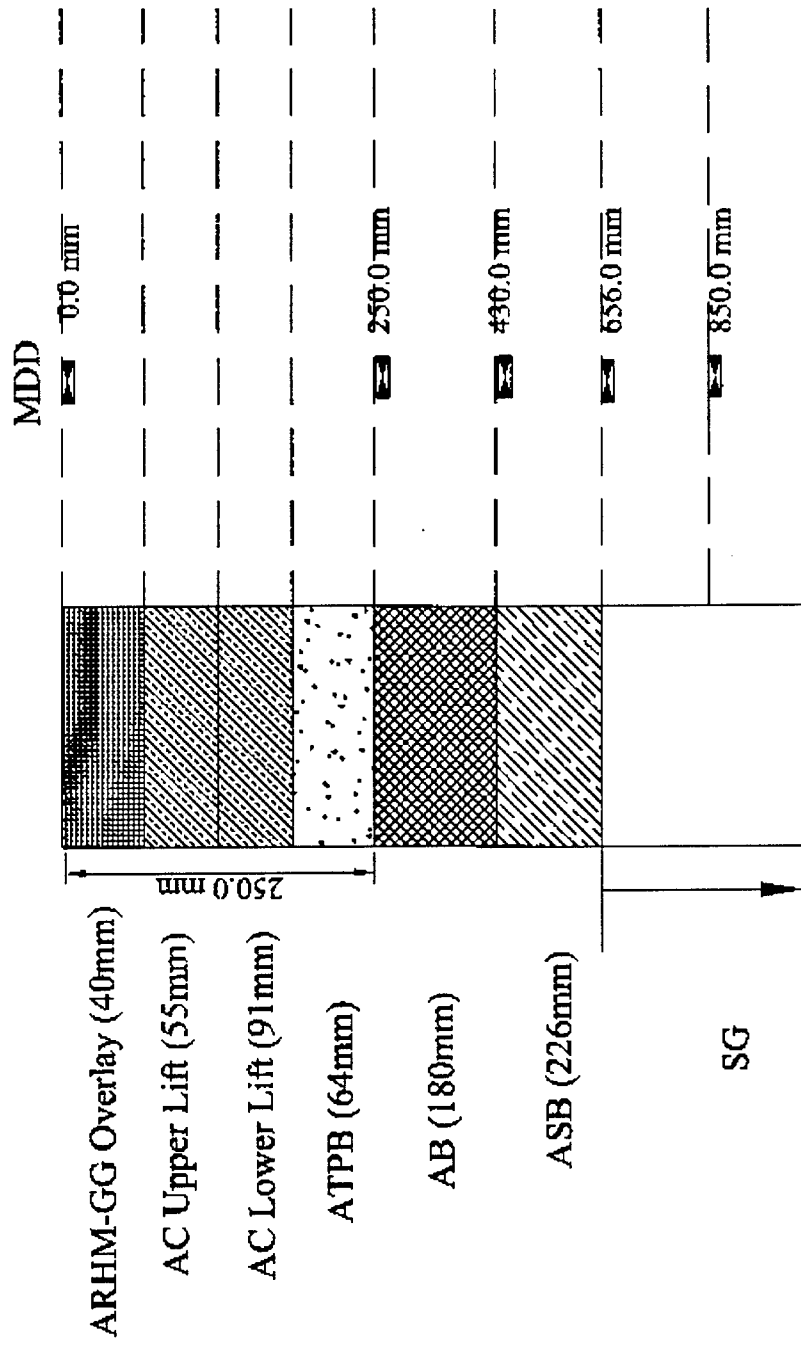 MDD
ARHM-GG Overlay (40mm)
0.0 mm
AC Upper Lift (55mm)
AC Lower Lift (91mm)
250.0 mm
ATPB (64mm)
250.0 mm
AB (180mm)
430.0 mm
ASB (226mm)
656.0 mm
SG
850.0 mm